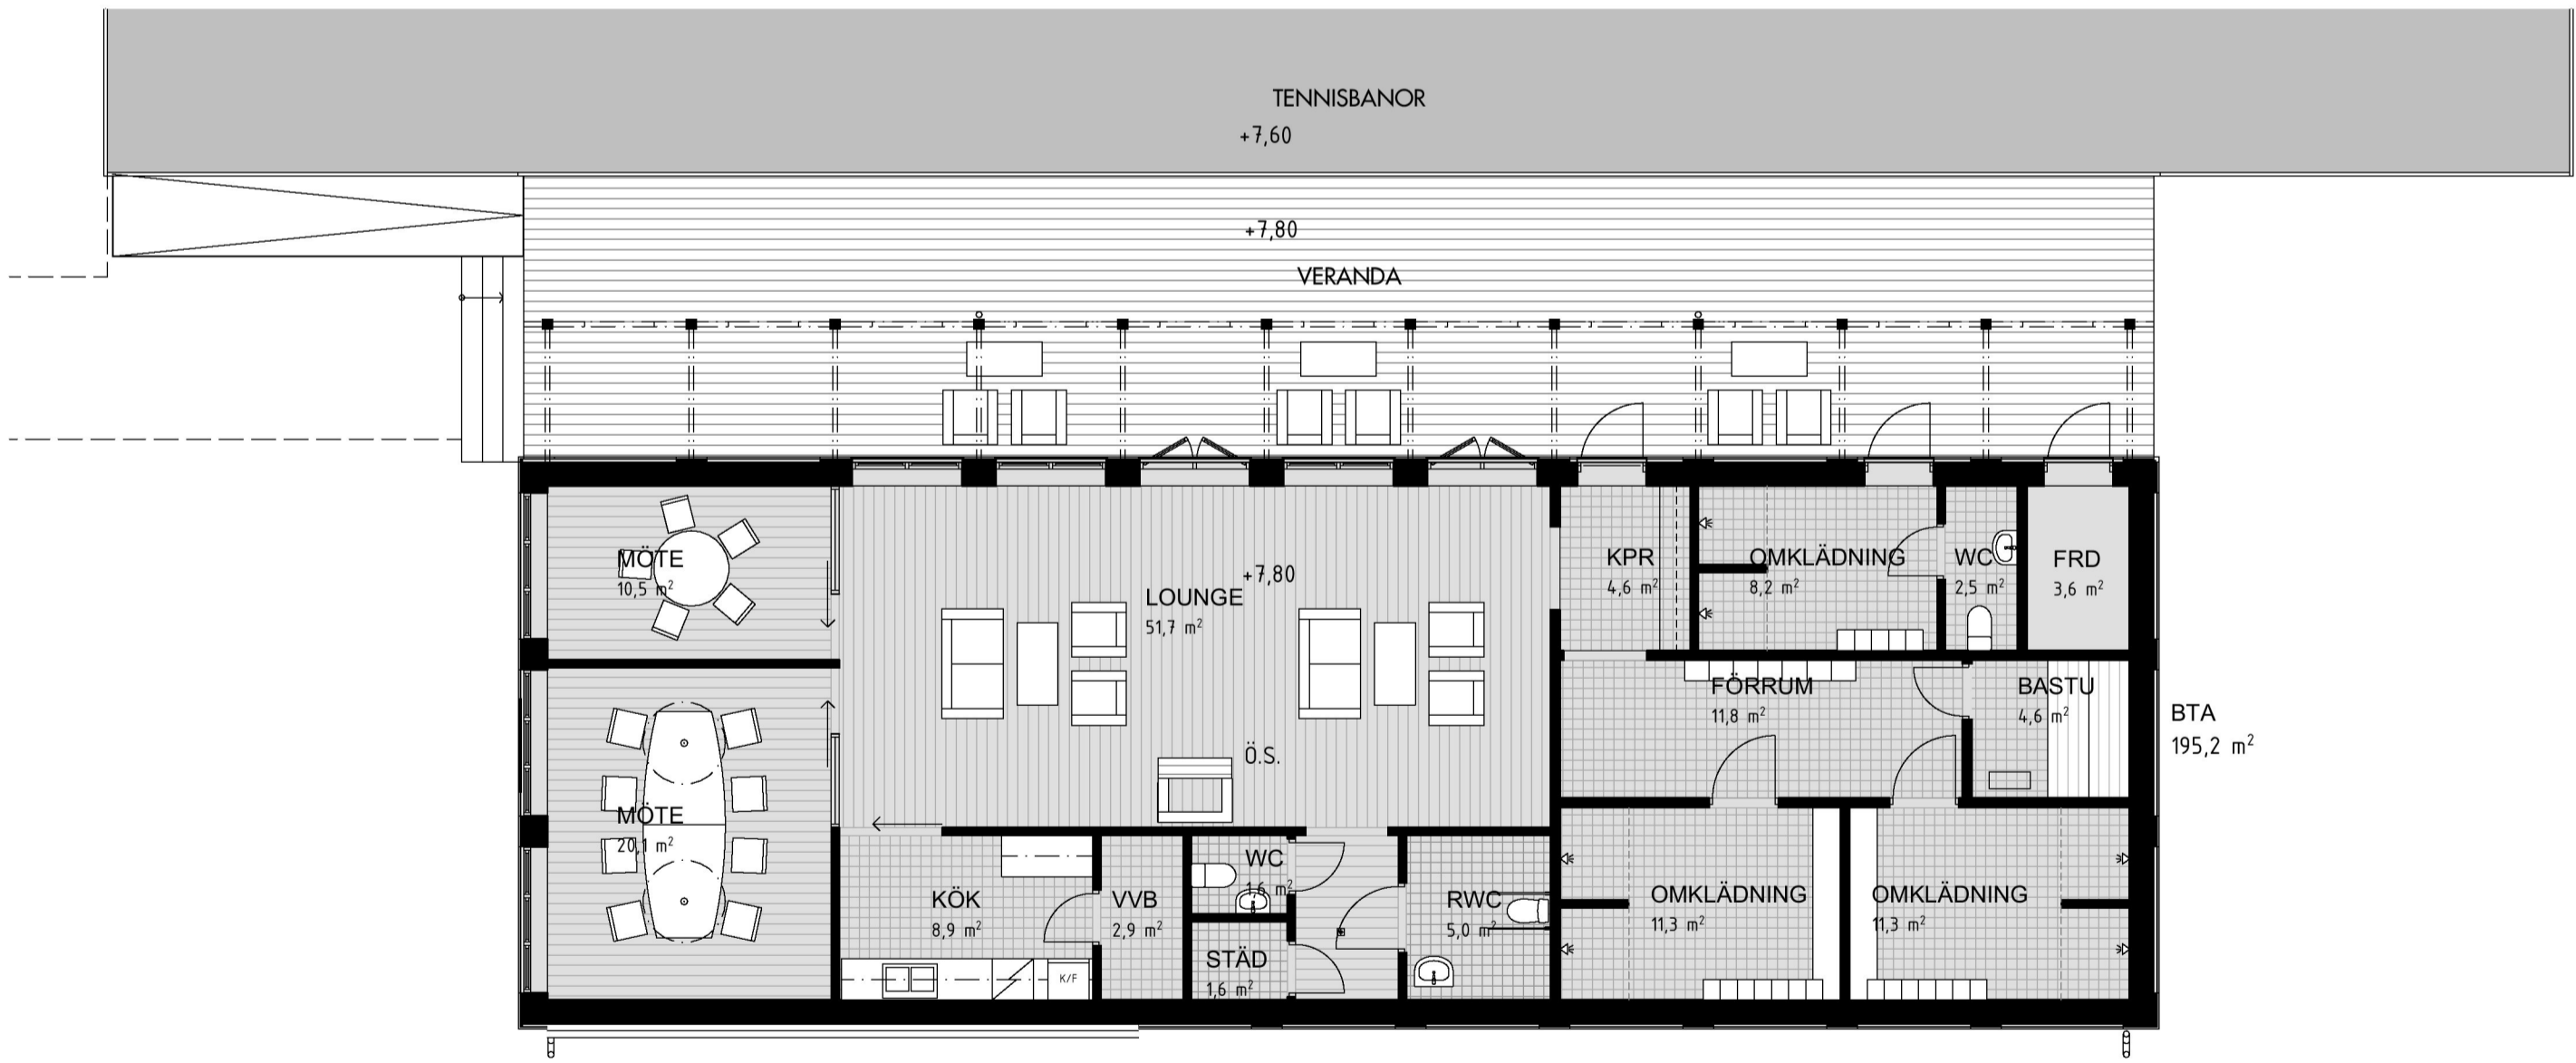 TENNISBANOR
+7,60
+7,80
VERANDA
MÖTE
10,5 m²
+7,80
LOUNGE
51,7 m²
KPR
4,6 m²
OMKLÄDNING
8,2 m²
WC
2,5 m²
FRD
3,6 m²
FÖRRUM
11,8 m²
BASTU
4,6 m²
BTA
195,2 m²
Ö.S.
MÖTE
20,1 m²
KÖK
8,9 m²
K/F
VVB
2,9 m²
WC
1,6 m²
STÄD
1,6 m²
RWC
5,0 m²
OMKLÄDNING
11,3 m²
OMKLÄDNING
11,3 m²